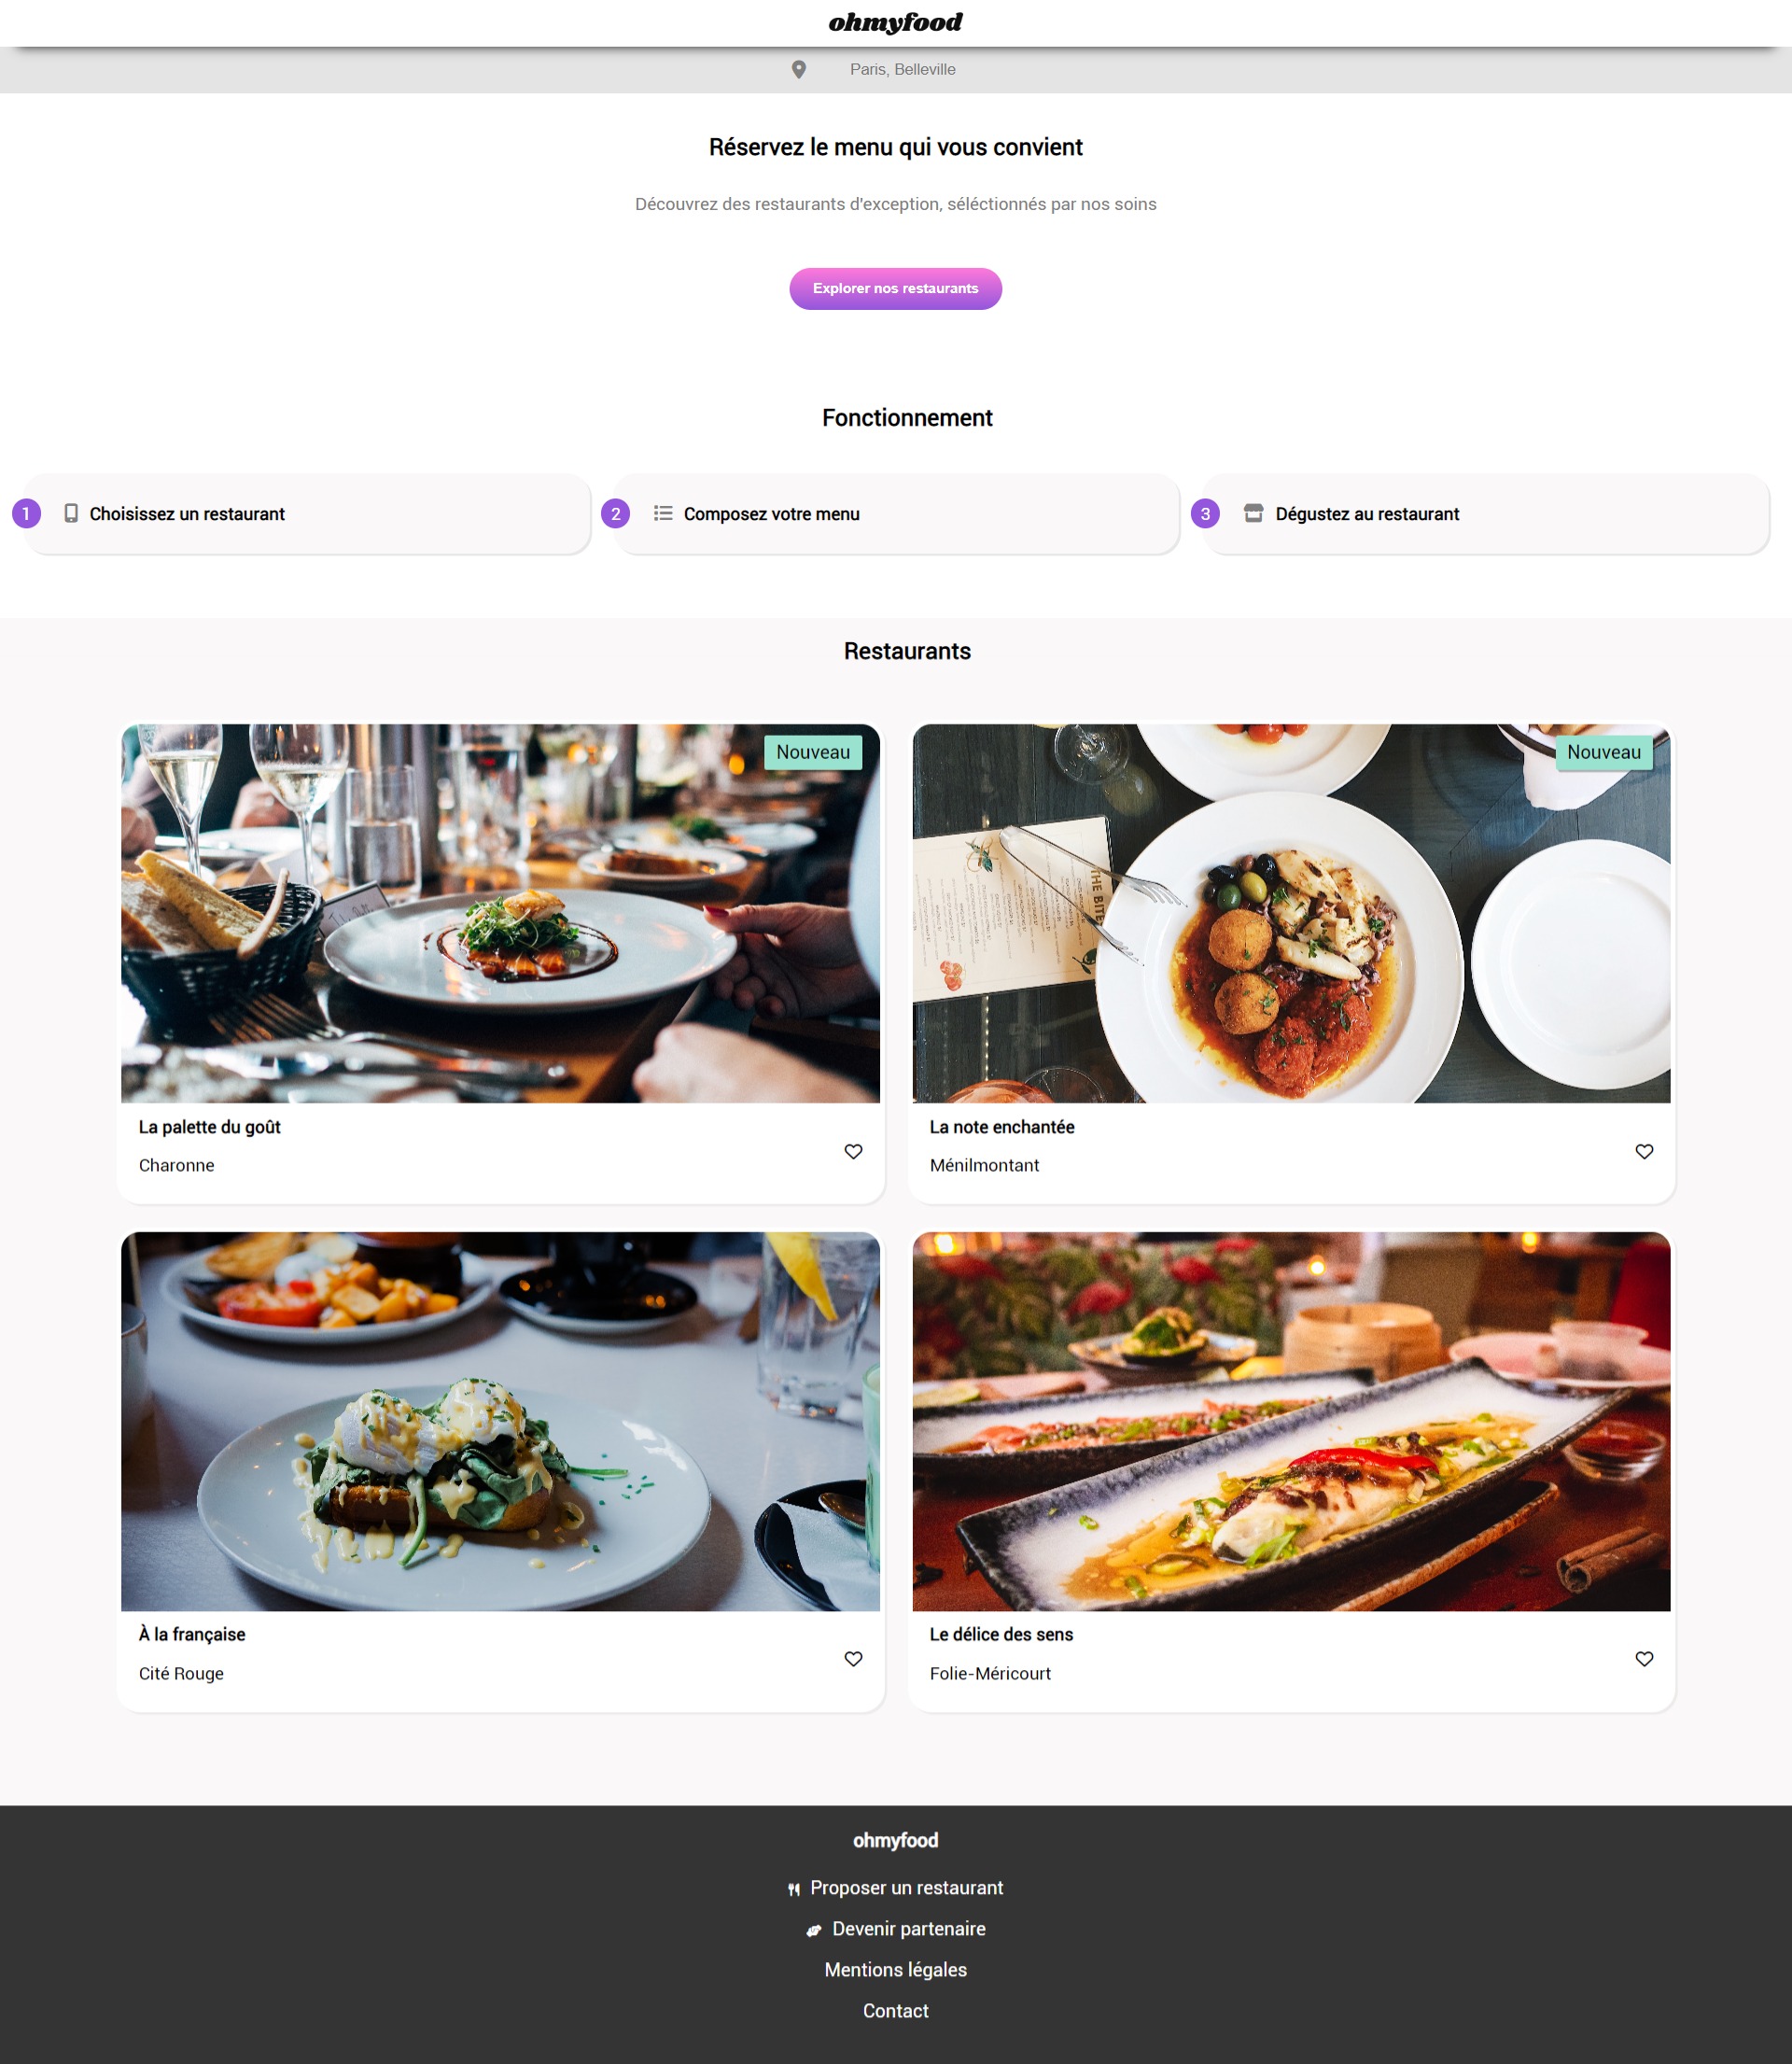 ohmyfood
Paris, Belleville
Réservez le menu qui vous convient
Découvrez des restaurants d'exception, séléctionnés par nos soins
Explorer nos restaurants
Fonctionnement
1 Choisissez un restaurant
2 Composez votre menu
3 Dégustez au restaurant
Restaurants
Nouveau
THE BITE
La palette du goût
Charonne
Nouveau
La note enchantée
Ménilmontant
À la française
Cité Rouge
Le délice des sens
Folie-Méricourt
ohmyfood
Proposer un restaurant
Devenir partenaire
Mentions légales
Contact